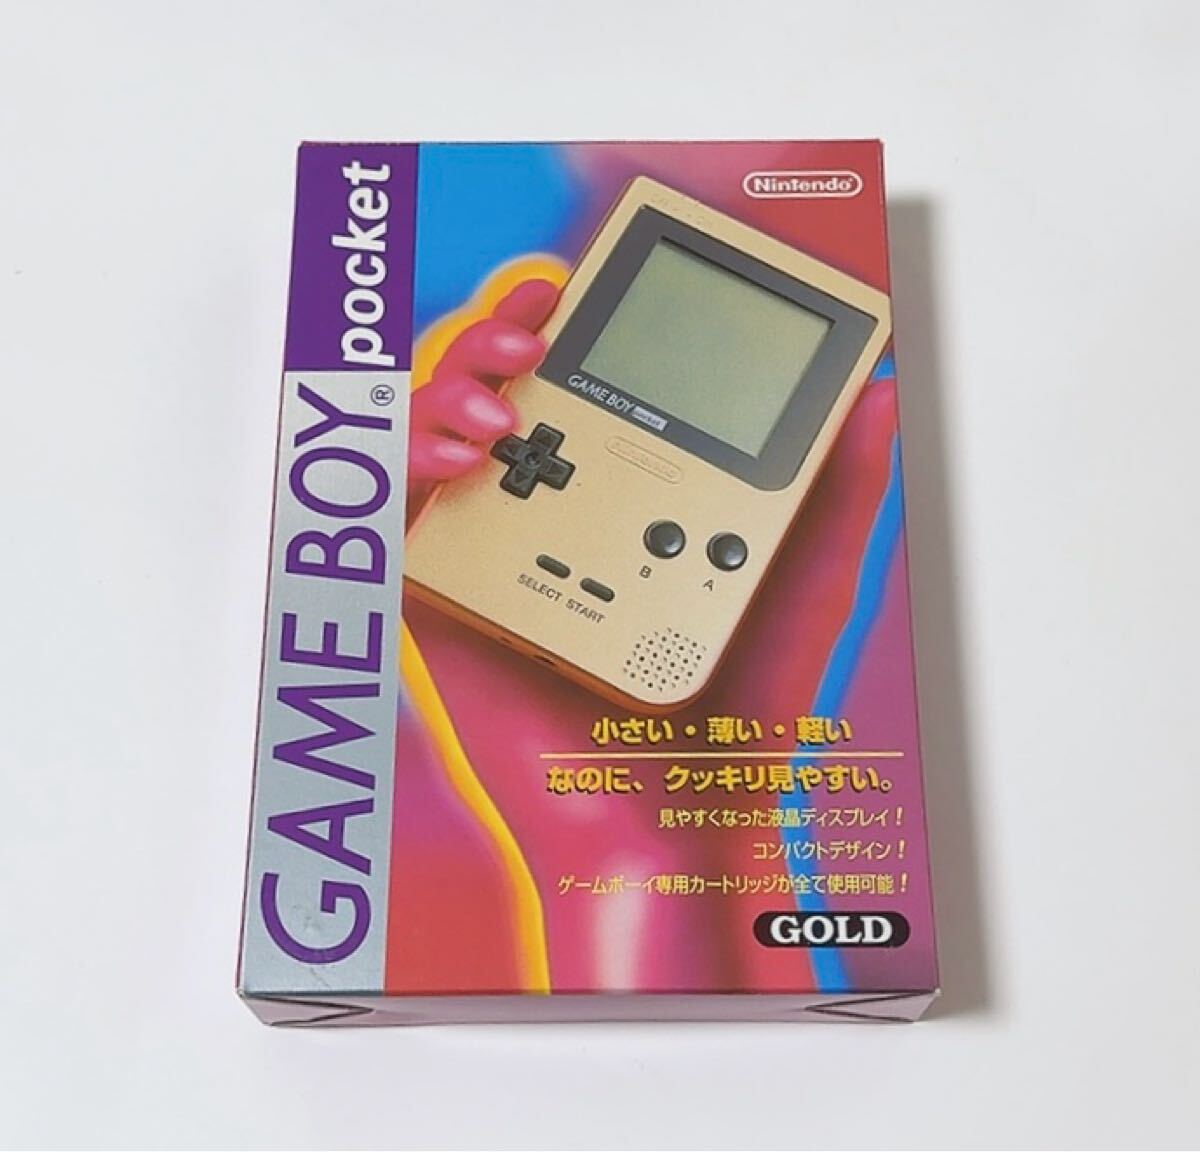 GAME BOY® pocket
Nintendo®
GAME BOY pocket
Nintendo
B A
SELECT START
小さい・薄い・軽い
なのに、クッキリ見やすい。
見やすくなった液晶ディスプレイ！
コンパクトデザイン！
ゲームボーイ専用カートリッジが全て使用可能！
GOLD